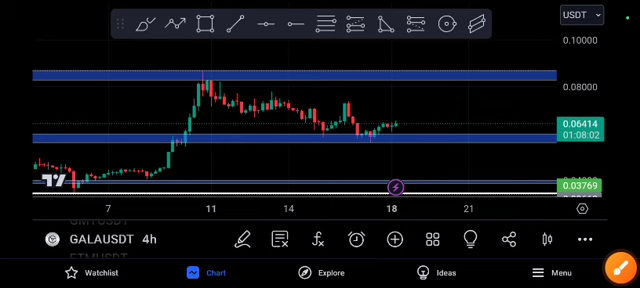 USDT
0.10000
0.08000
0.06414
01:08:02
0.03769
7
11
14
18
21
GALAUSDT 4h
Watchlist
Chart
Explore
Ideas
Menu